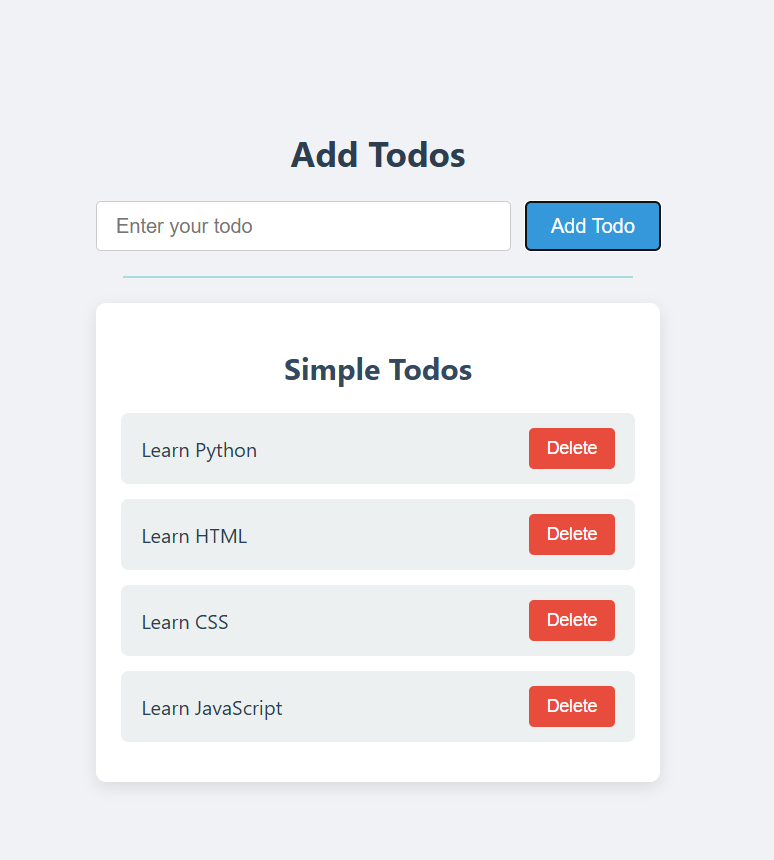 Add Todos
Enter your todo Add Todo
Simple Todos
Learn Python Delete
Learn HTML Delete
Learn CSS Delete
Learn JavaScript Delete